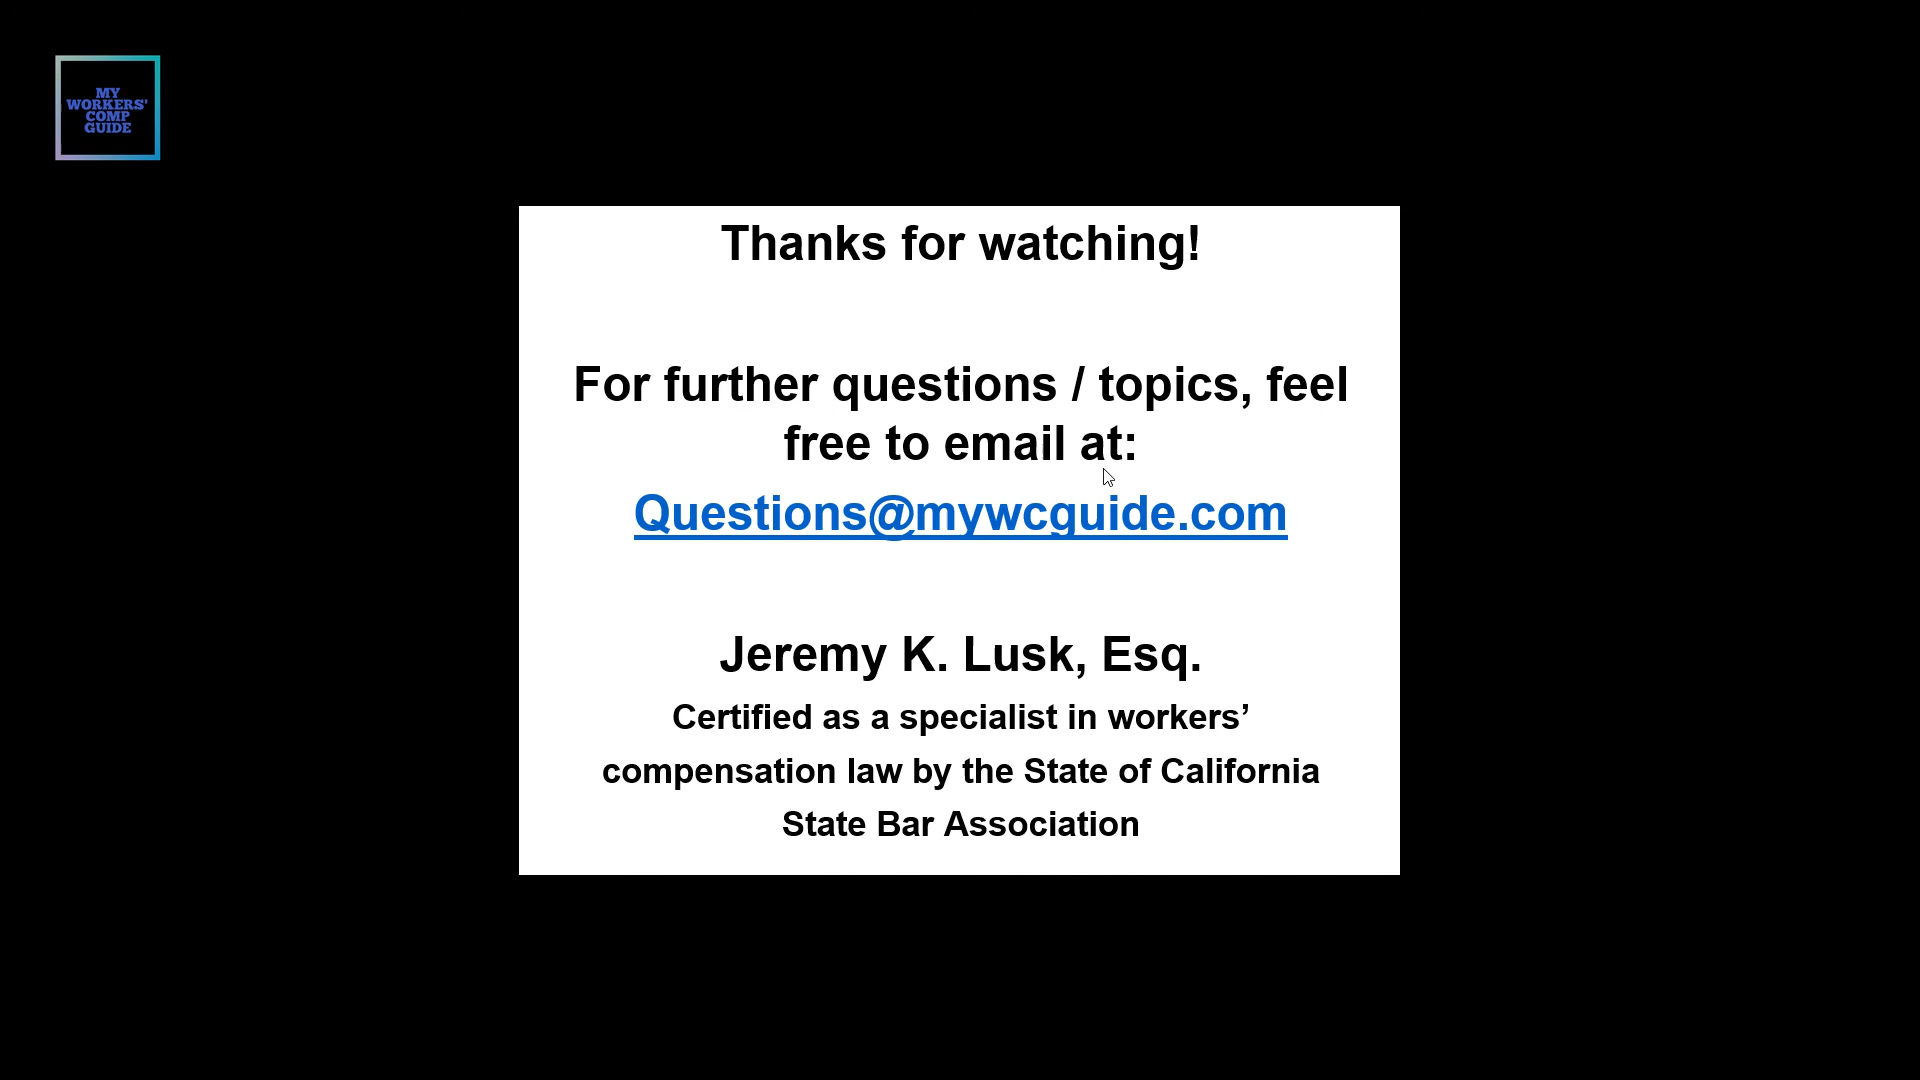 MY
WORKERS'
COMP
GUIDE
Thanks for watching!
For further questions / topics, feel
free to email at:
Questions@mywcguide.com
Jeremy K. Lusk, Esq.
Certified as a specialist in workers’
compensation law by the State of California
State Bar Association